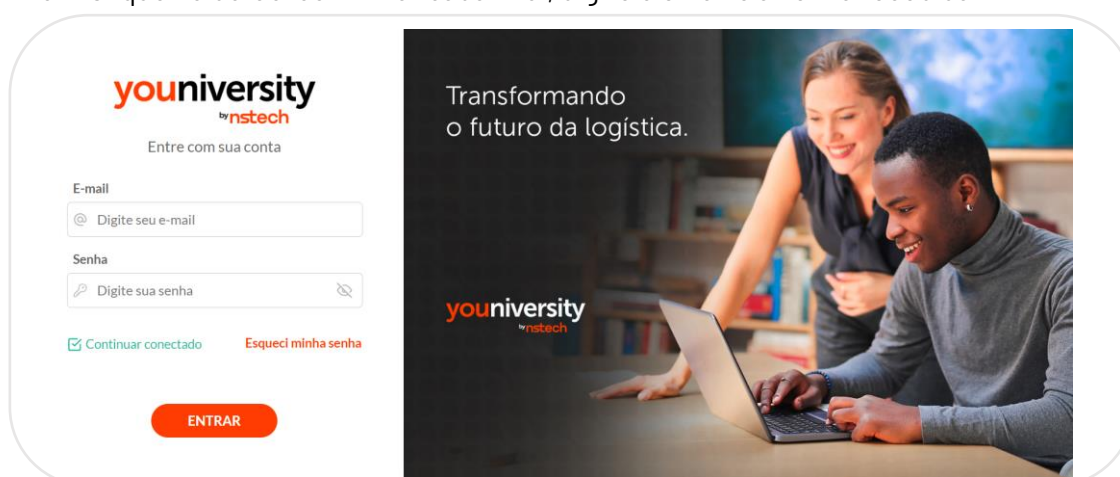 youniversity
by nstech
Entre com sua conta
E-mail
@ Digite seu e-mail
Senha
Digite sua senha
Continuar conectado
Esqueci minha senha
ENTRAR
Transformando
o futuro da logística.
youniversity
by nstech